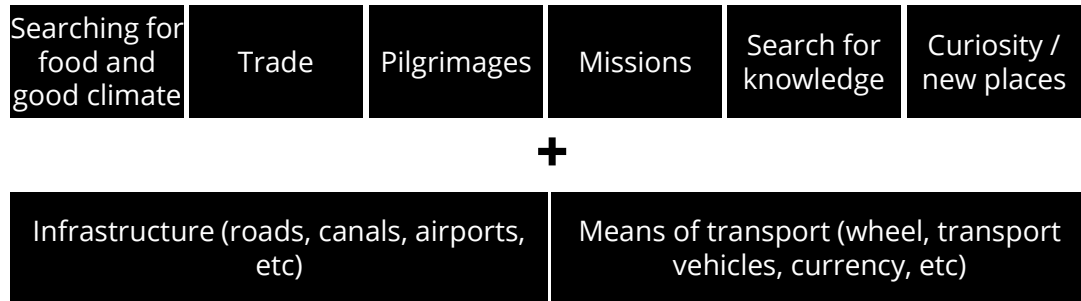 Searching for
food and
good climate
Trade
Pilgrimages
Missions
Search for
knowledge
Curiosity /
new places
+
Infrastructure (roads, canals, airports,
etc)
Means of transport (wheel, transport
vehicles, currency, etc)